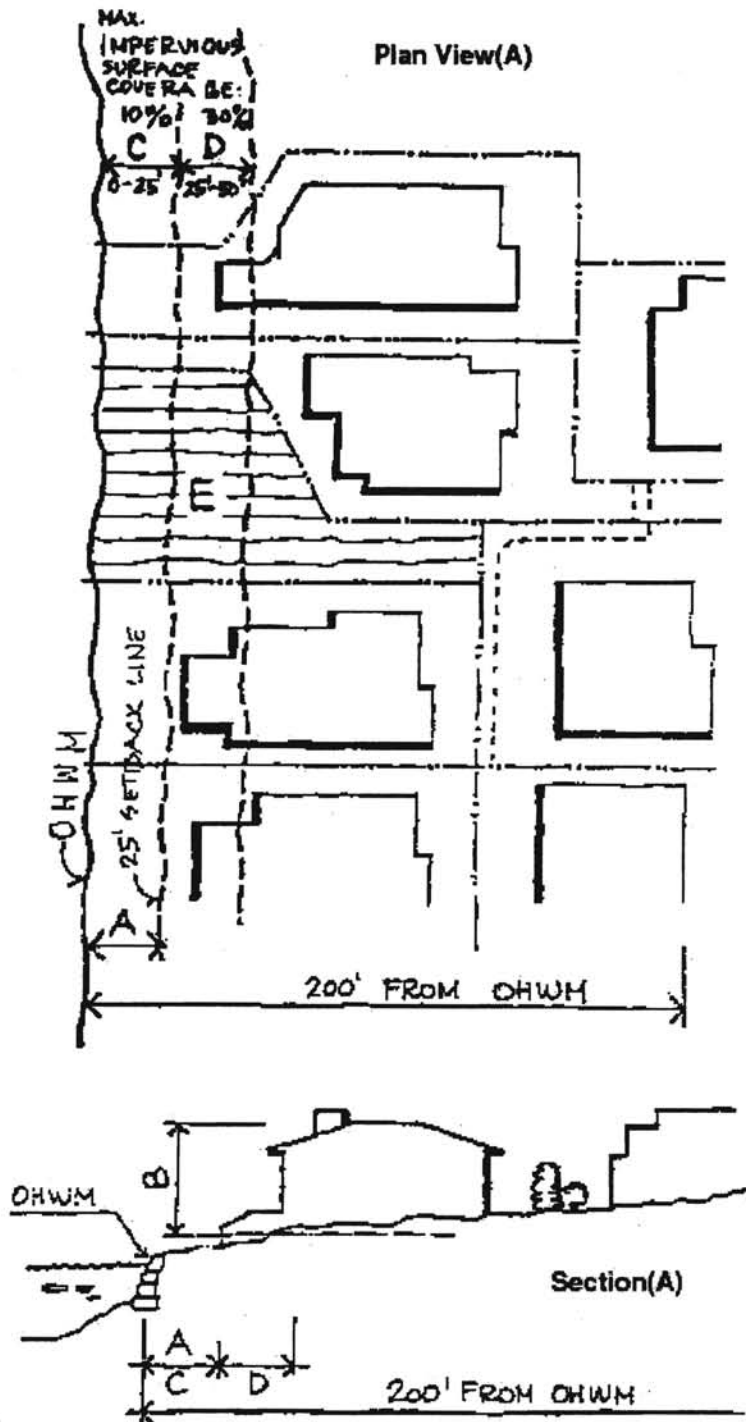 MAX.
IMPERVIOUS
SURFACE
COVERAGE:
10% 30%
Plan View(A)
C D
0-25' 25'-50'
E
25' SETBACK LINE
OHWM
A
200' FROM OHWM
B
OHWM
Section(A)
A
C D
200' FROM OHWM